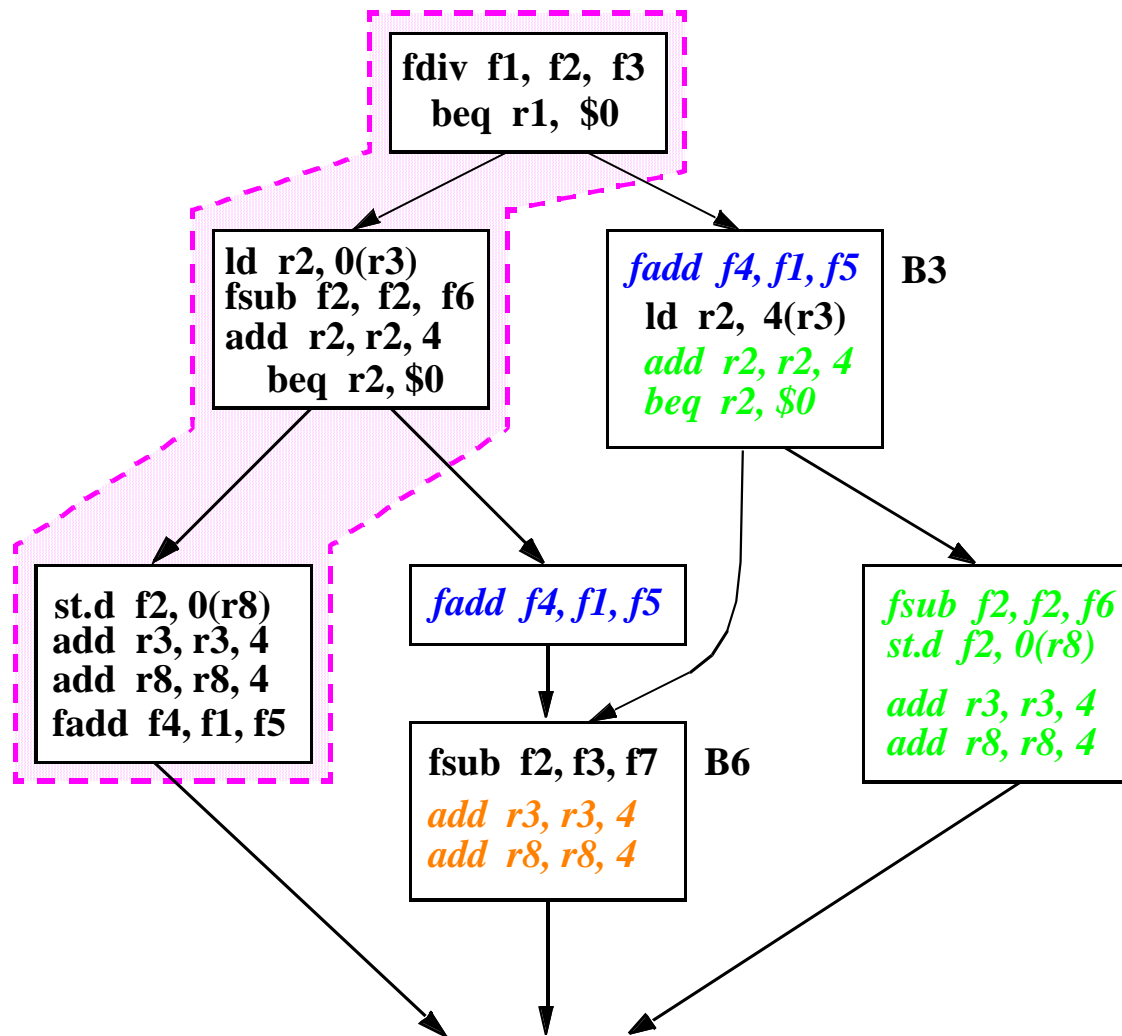 fdiv f1, f2, f3
beq r1, $0
ld r2, 0(r3)
fsub f2, f2, f6
add r2, r2, 4
beq r2, $0
fadd f4, f1, f5
ld r2, 4(r3)
add r2, r2, 4
beq r2, $0
B3
st.d f2, 0(r8)
add r3, r3, 4
add r8, r8, 4
fadd f4, f1, f5
fadd f4, f1, f5
fsub f2, f3, f7
add r3, r3, 4
add r8, r8, 4
B6
fsub f2, f2, f6
st.d f2, 0(r8)
add r3, r3, 4
add r8, r8, 4